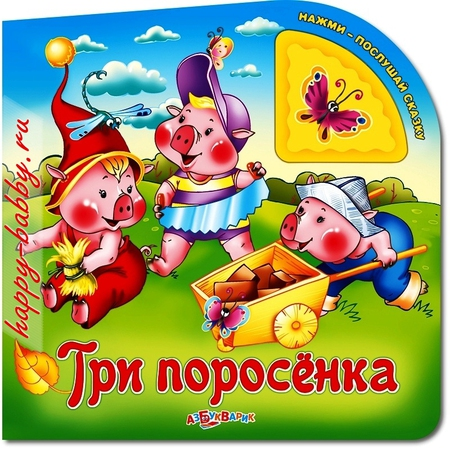 НАЖМИ - ПОСЛУШАЙ СКАЗКУ
happy-babby.ru
Три поросёнка
АЗБУКВАРИК